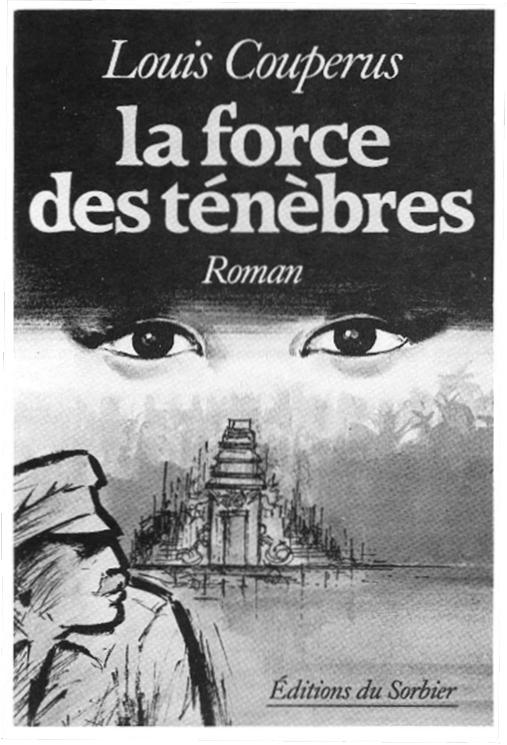 Louis Couperus
la force
des ténèbres
Roman
Éditions du Sorbier